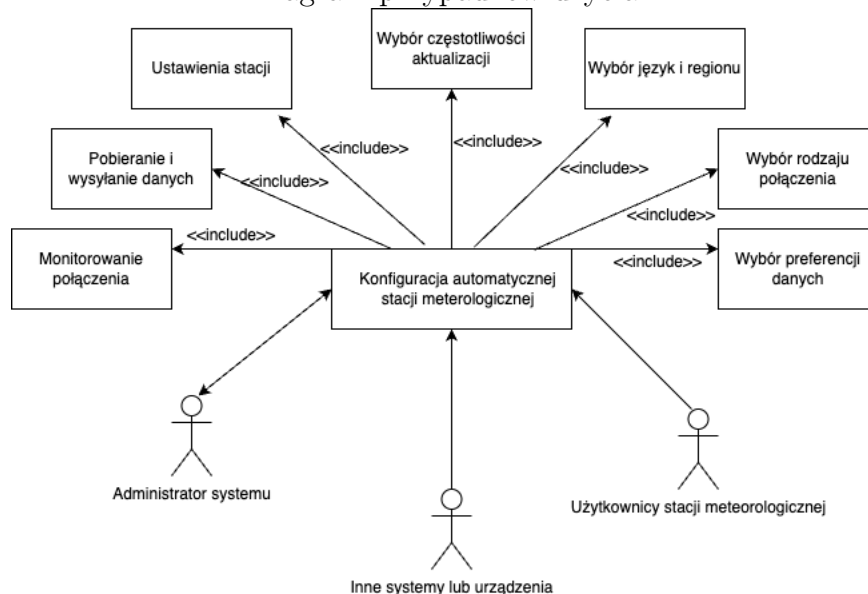 Wybór częstotliwości
aktualizacji
Ustawienia stacji
Wybór język i regionu
<<include>>
<<include>>
<<include>>
Pobieranie i
wysyłanie danych
<<include>>
<<include>>
Wybór rodzaju
połączenia
<<include>>
<<include>>
<<include>>
Monitorowanie
połączenia
Konfiguracja automatycznej
stacji meterologicznej
Wybór preferencji
danych
Administrator systemu
Użytkownicy stacji meteorologicznej
Inne systemy lub urządzenia